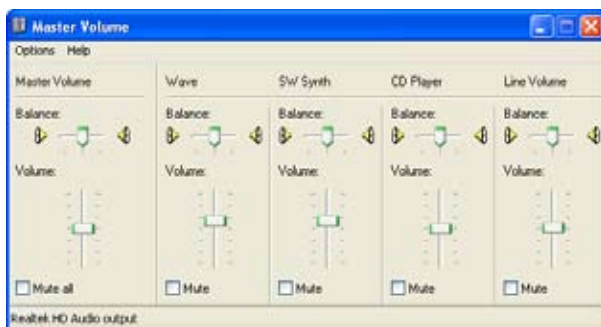 Master Volume
Options Help
Master Volume Wave SW Synth CD Player Line Volume
Balance: Balance: Balance: Balance: Balance:
Volume: Volume: Volume: Volume: Volume:
Mute all Mute Mute Mute Mute
Realtek HD Audio output